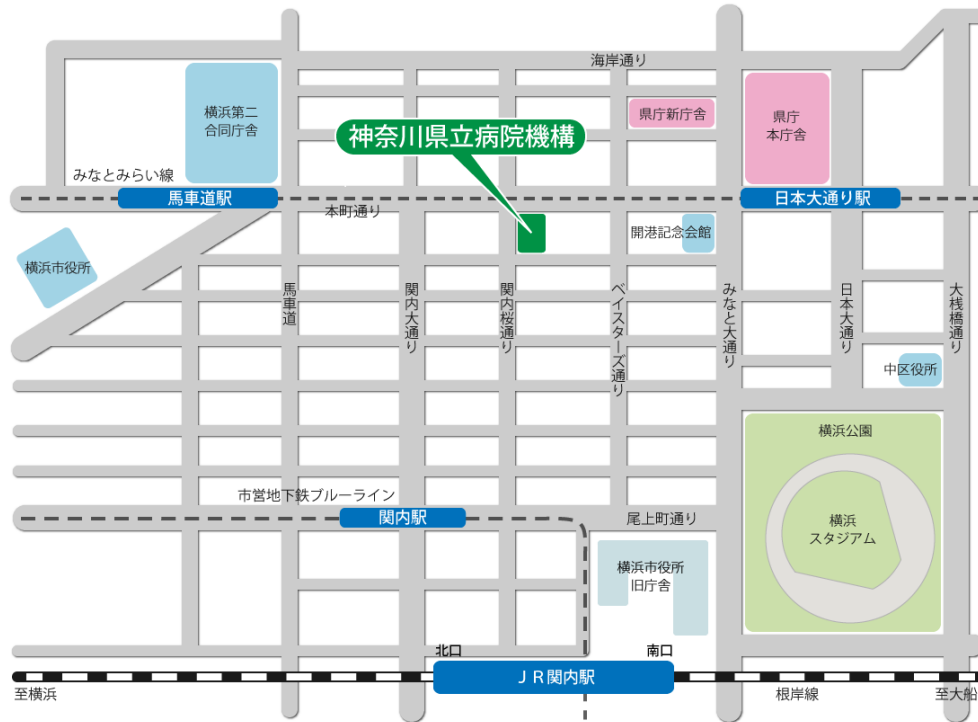 海岸通り
横浜第二
合同庁舎
県庁新庁舎
県庁
本庁舎
神奈川県立病院機構
みなとみらい線
馬車道駅
日本大通り駅
本町通り
開港記念会館
横浜市役所
馬車道
関内大通り
関内桜通り
ベイスターズ通り
みなと大通り
日本大通り
大桟橋通り
中区役所
横浜公園
市営地下鉄ブルーライン
関内駅
尾上町通り
横浜
スタジアム
横浜市役所
旧庁舎
北口
南口
ＪＲ関内駅
至横浜
根岸線
至大船